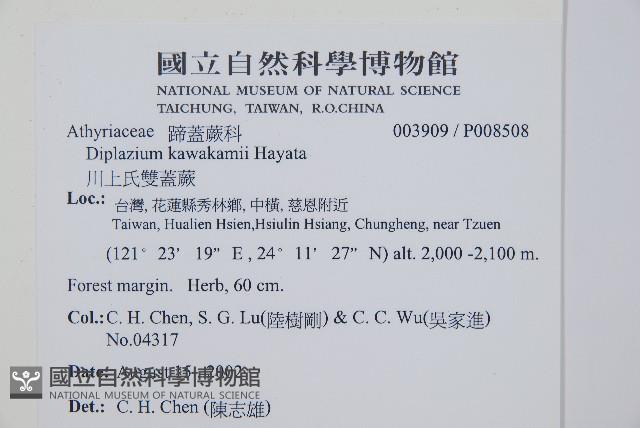 國立自然科學博物館
NATIONAL MUSEUM OF NATURAL SCIENCE
TAICHUNG, TAIWAN, R.O.CHINA
Athyriaceae 蹄蓋蕨科 003909 / P008508
Diplazium kawakamii Hayata
川上氏雙蓋蕨
Loc.: 台灣, 花蓮縣秀林鄉, 中橫, 慈恩附近
Taiwan, Hualien Hsien,Hsiulin Hsiang, Chungheng, near Tzuen
(121° 23′ 19″ E , 24° 11′ 27″ N) alt. 2,000 -2,100 m.
Forest margin. Herb, 60 cm.
Col.: C. H. Chen, S. G. Lu(陸樹剛) & C. C. Wu(吳家進)
No.04317
Date: August 15, 2002
國立自然科學博物館
NATIONAL MUSEUM OF NATURAL SCIENCE
Det.: C. H. Chen (陳志雄)